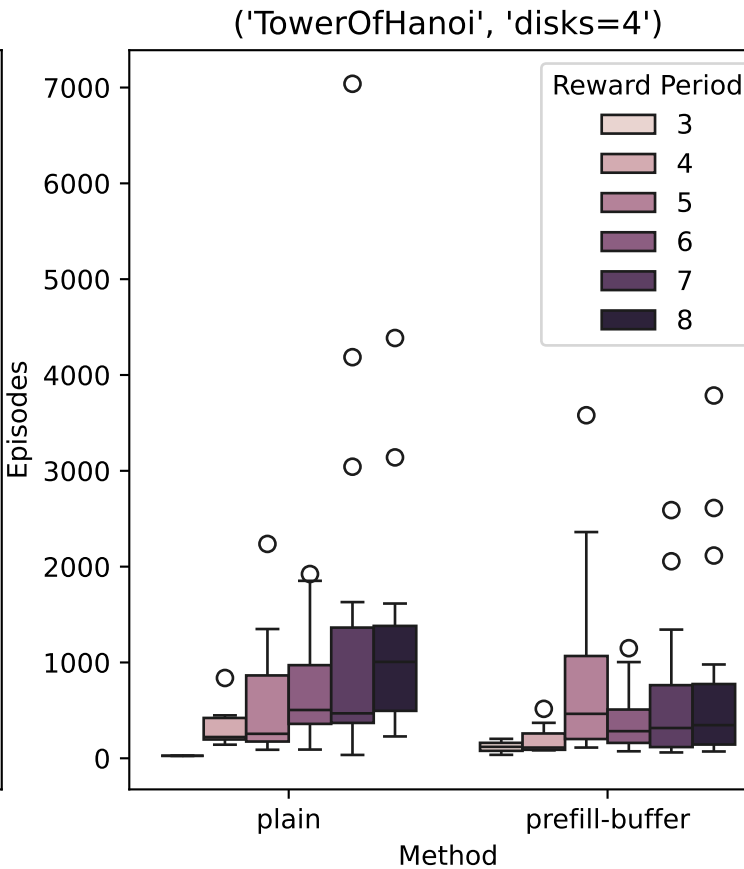 ('TowerOfHanoi', 'disks=4')
7000
6000
5000
4000
3000
2000
1000
0
Episodes
Reward Period
3
4
5
6
7
8
plain
prefill-buffer
Method